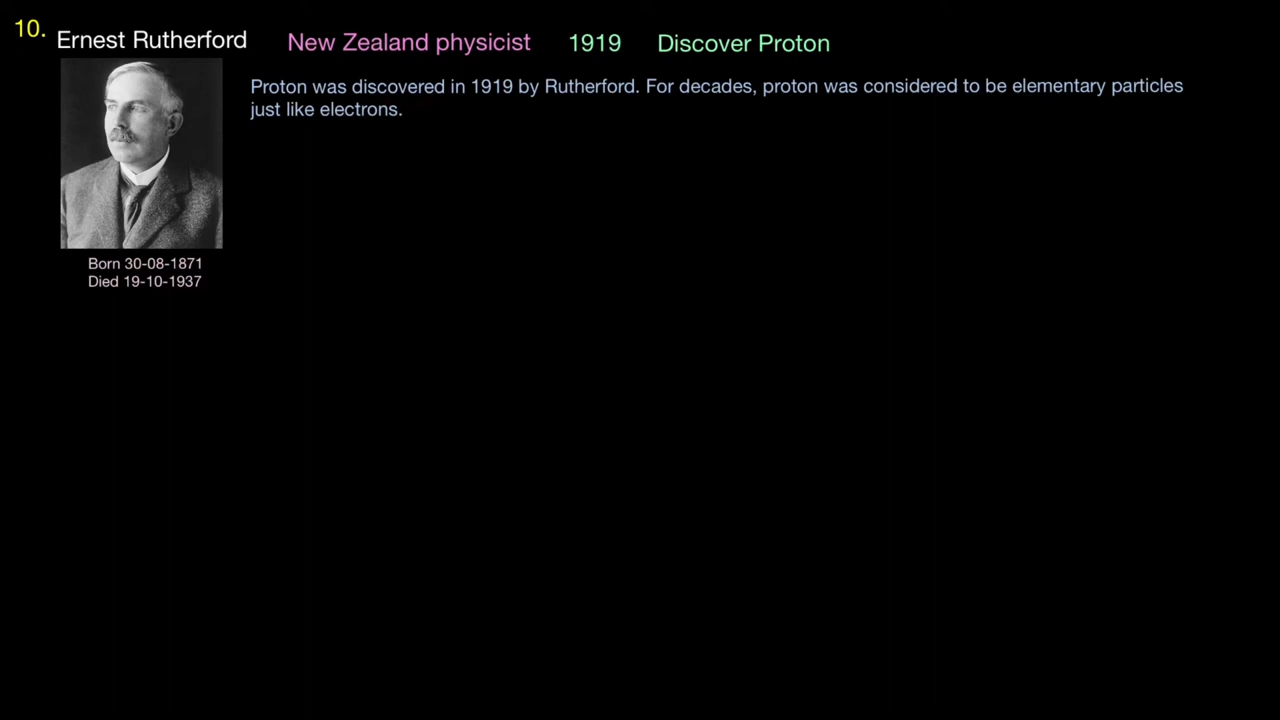 10.
Ernest Rutherford New Zealand physicist 1919 Discover Proton
Proton was discovered in 1919 by Rutherford. For decades, proton was considered to be elementary particles
just like electrons.
Born 30-08-1871
Died 19-10-1937